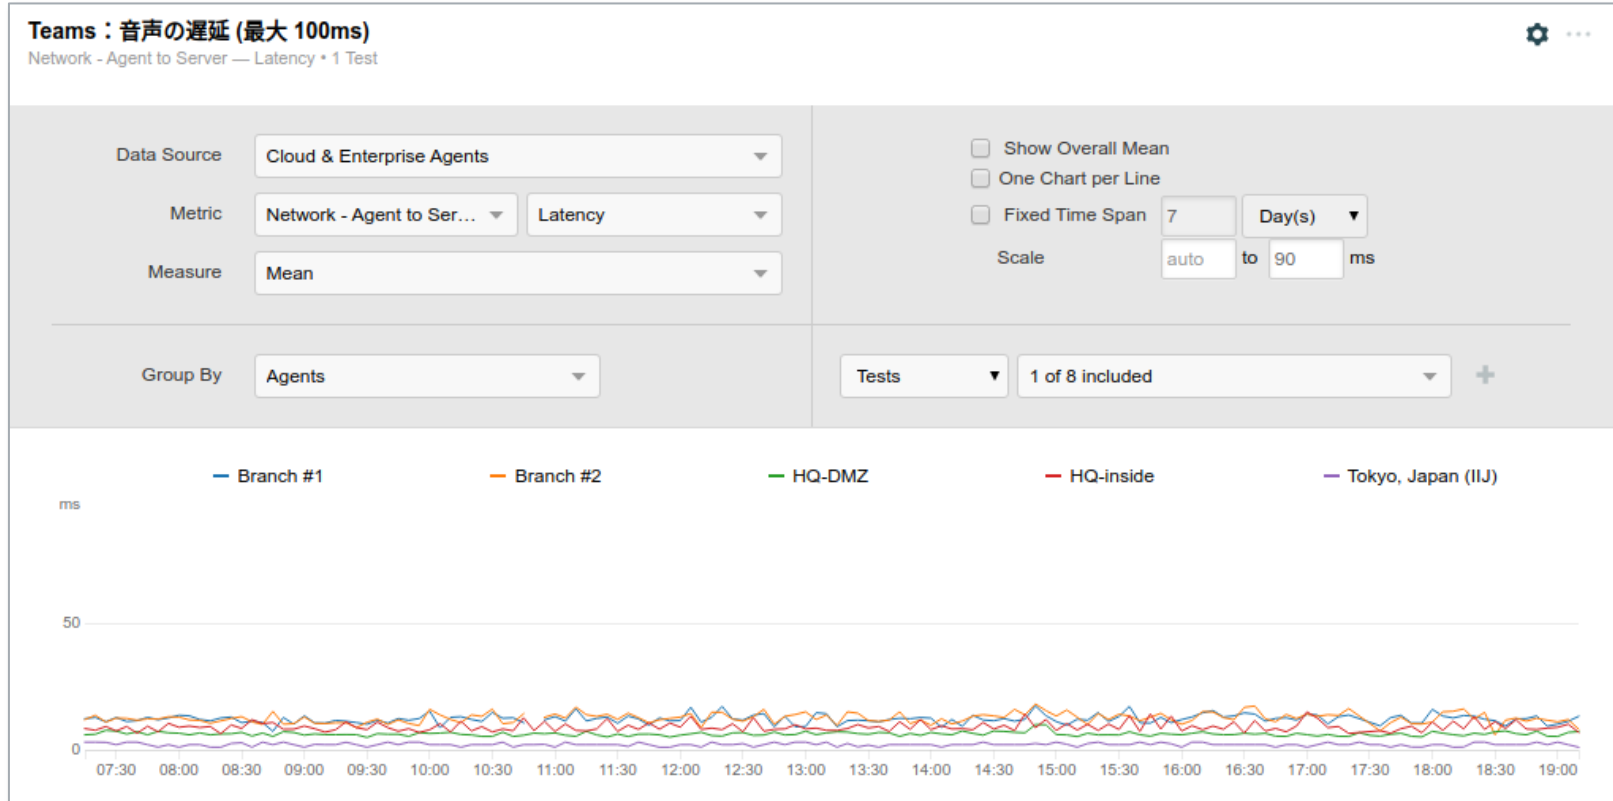 Teams：音声の遅延 (最大 100ms)
Network - Agent to Server — Latency • 1 Test
Data Source Cloud & Enterprise Agents
Metric Network - Agent to Ser... Latency
Measure Mean
Show Overall Mean
One Chart per Line
Fixed Time Span 7 Day(s)
Scale auto to 90 ms
Group By Agents
Tests 1 of 8 included
Branch #1 Branch #2 HQ-DMZ HQ-inside Tokyo, Japan (IIJ)
ms
50
0
07:30 08:00 08:30 09:00 09:30 10:00 10:30 11:00 11:30 12:00 12:30 13:00 13:30 14:00 14:30 15:00 15:30 16:00 16:30 17:00 17:30 18:00 18:30 19:00